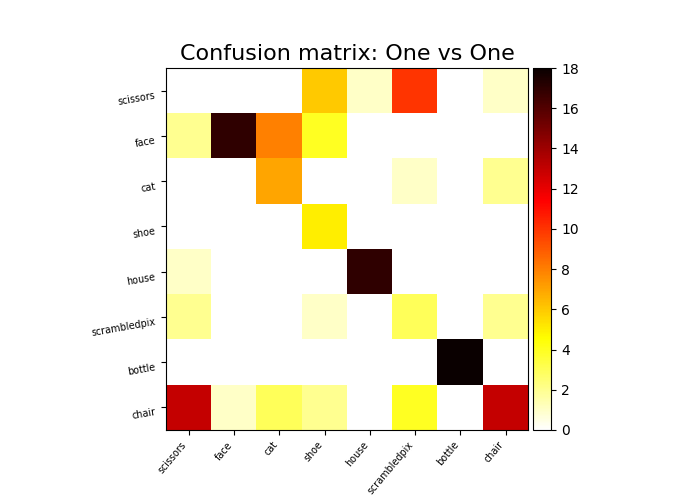 Confusion matrix: One vs One
scissors
face
cat
shoe
house
scrambledpix
bottle
chair
scissors
face
cat
shoe
house
scrambledpix
bottle
chair
18
16
14
12
10
8
6
4
2
0